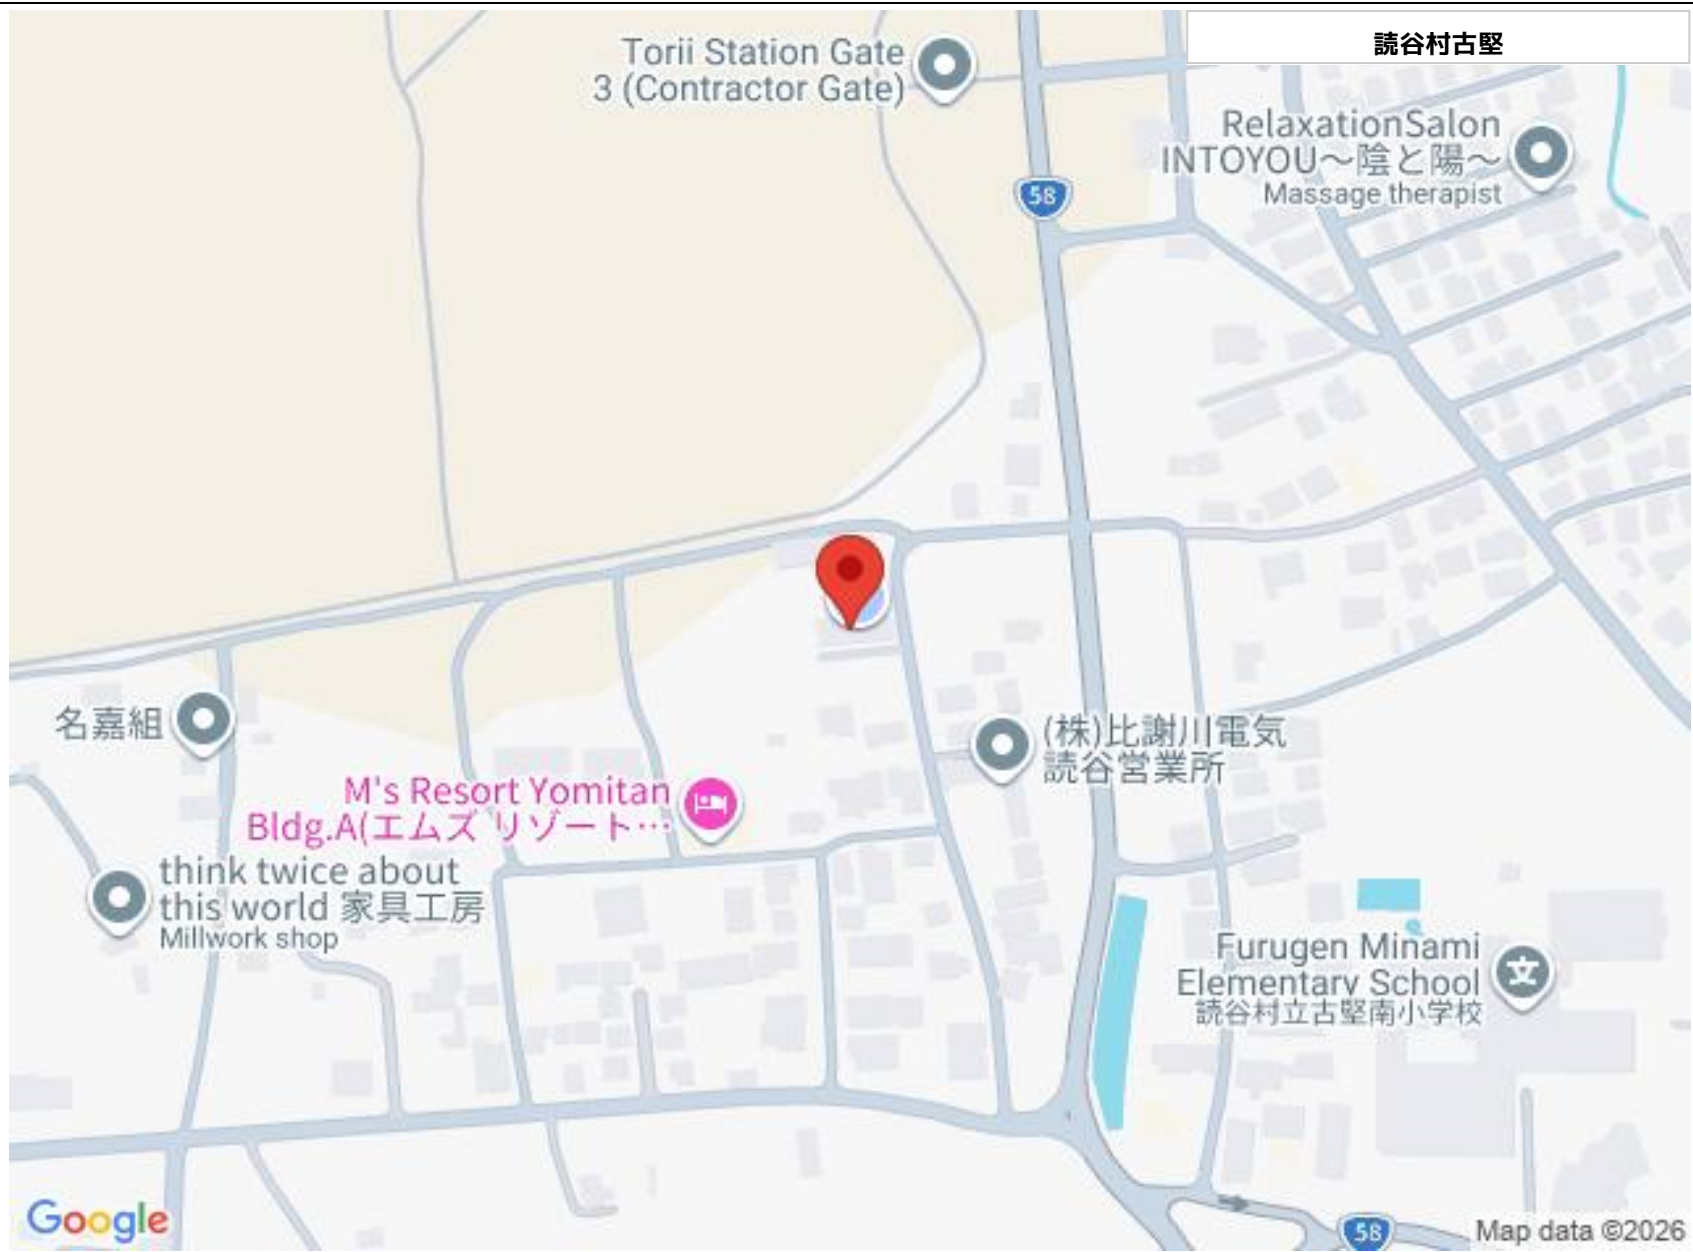 読谷村古堅
Torii Station Gate
3 (Contractor Gate)
RelaxationSalon
INTOYOU～陰と陽～
Massage therapist
58
名嘉組
(株)比謝川電気
読谷営業所
M's Resort Yomitan
Bldg.A(エムズ リゾート…
think twice about
this world 家具工房
Millwork shop
Furugen Minami
Elementary School
読谷村立古堅南小学校
文
Google
58
Map data ©2026